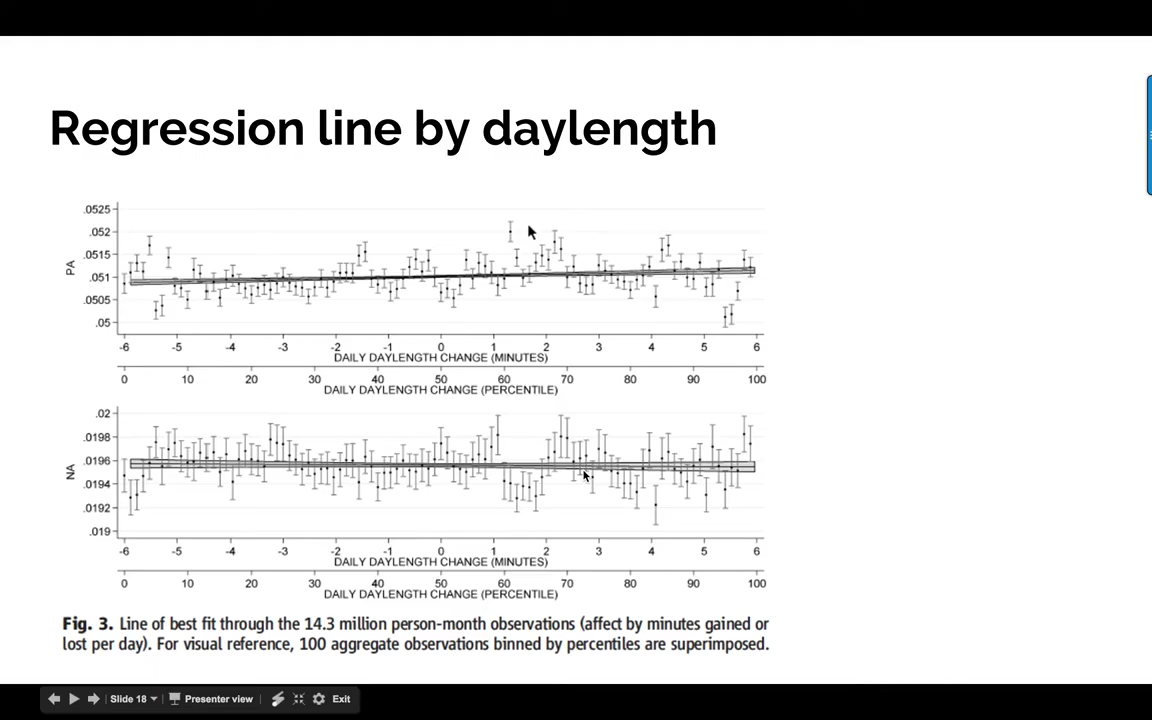 Regression line by daylength
.0525
.052
.0515
.051
.0505
.05
PA
-6 -5 -4 -3 -2 -1 0 1 2 3 4 5 6
DAILY DAYLENGTH CHANGE (MINUTES)
0 10 20 30 40 50 60 70 80 90 100
DAILY DAYLENGTH CHANGE (PERCENTILE)
.02
.0198
.0196
.0194
.0192
.019
NA
-6 -5 -4 -3 -2 -1 0 1 2 3 4 5 6
DAILY DAYLENGTH CHANGE (MINUTES)
0 10 20 30 40 50 60 70 80 90 100
DAILY DAYLENGTH CHANGE (PERCENTILE)
Fig. 3. Line of best fit through the 14.3 million person-month observations (affect by minutes gained or
lost per day). For visual reference, 100 aggregate observations binned by percentiles are superimposed.
Slide 18 Presenter view Exit